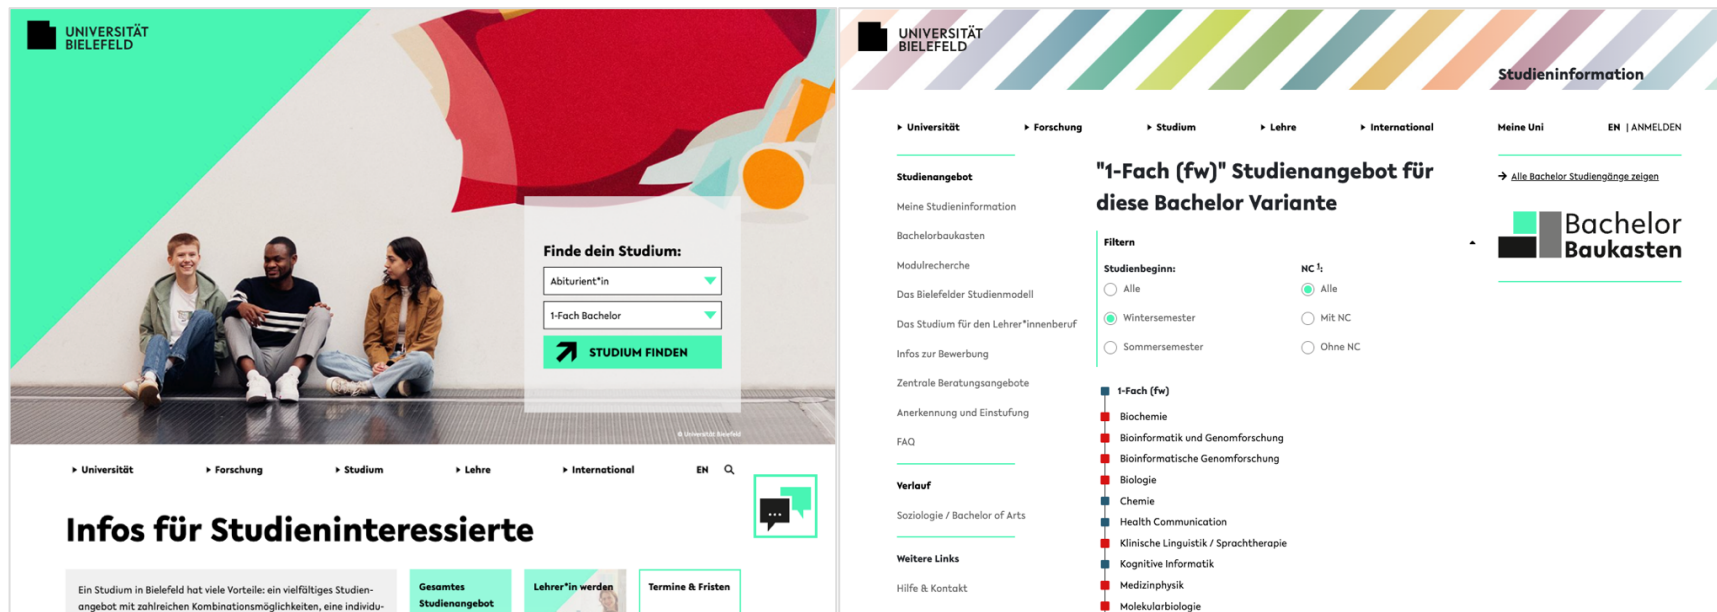 UNIVERSITÄT
BIELEFELD
Finde dein Studium:
Abiturient*in
1-Fach Bachelor
STUDIUM FINDEN
© Universität Bielefeld
Universität
Forschung
Studium
Lehre
International
EN
Infos für Studieninteressierte
Ein Studium in Bielefeld hat viele Vorteile: ein vielfältiges Studien-
angebot mit zahlreichen Kombinationsmöglichkeiten, eine individu-
Gesamtes
Studienangebot
Lehrer*in werden
Termine & Fristen
UNIVERSITÄT
BIELEFELD
Studieninformation
Universität
Forschung
Studium
Lehre
International
Meine Uni
EN | ANMELDEN
Studienangebot
Meine Studieninformation
Bachelorbaukasten
Modulrecherche
Das Bielefelder Studienmodell
Das Studium für den Lehrer*innenberuf
Infos zur Bewerbung
Zentrale Beratungsangebote
Anerkennung und Einstufung
FAQ
Verlauf
Soziologie / Bachelor of Arts
Weitere Links
Hilfe & Kontakt
"1-Fach (fw)" Studienangebot für
diese Bachelor Variante
Filtern
Studienbeginn:
Alle
Wintersemester
Sommersemester
NC 1:
Alle
Mit NC
Ohne NC
1-Fach (fw)
Biochemie
Bioinformatik und Genomforschung
Bioinformatische Genomforschung
Biologie
Chemie
Health Communication
Klinische Linguistik / Sprachtherapie
Kognitive Informatik
Medizinphysik
Molekularbiologie
→ Alle Bachelor Studiengänge zeigen
Bachelor
Baukasten